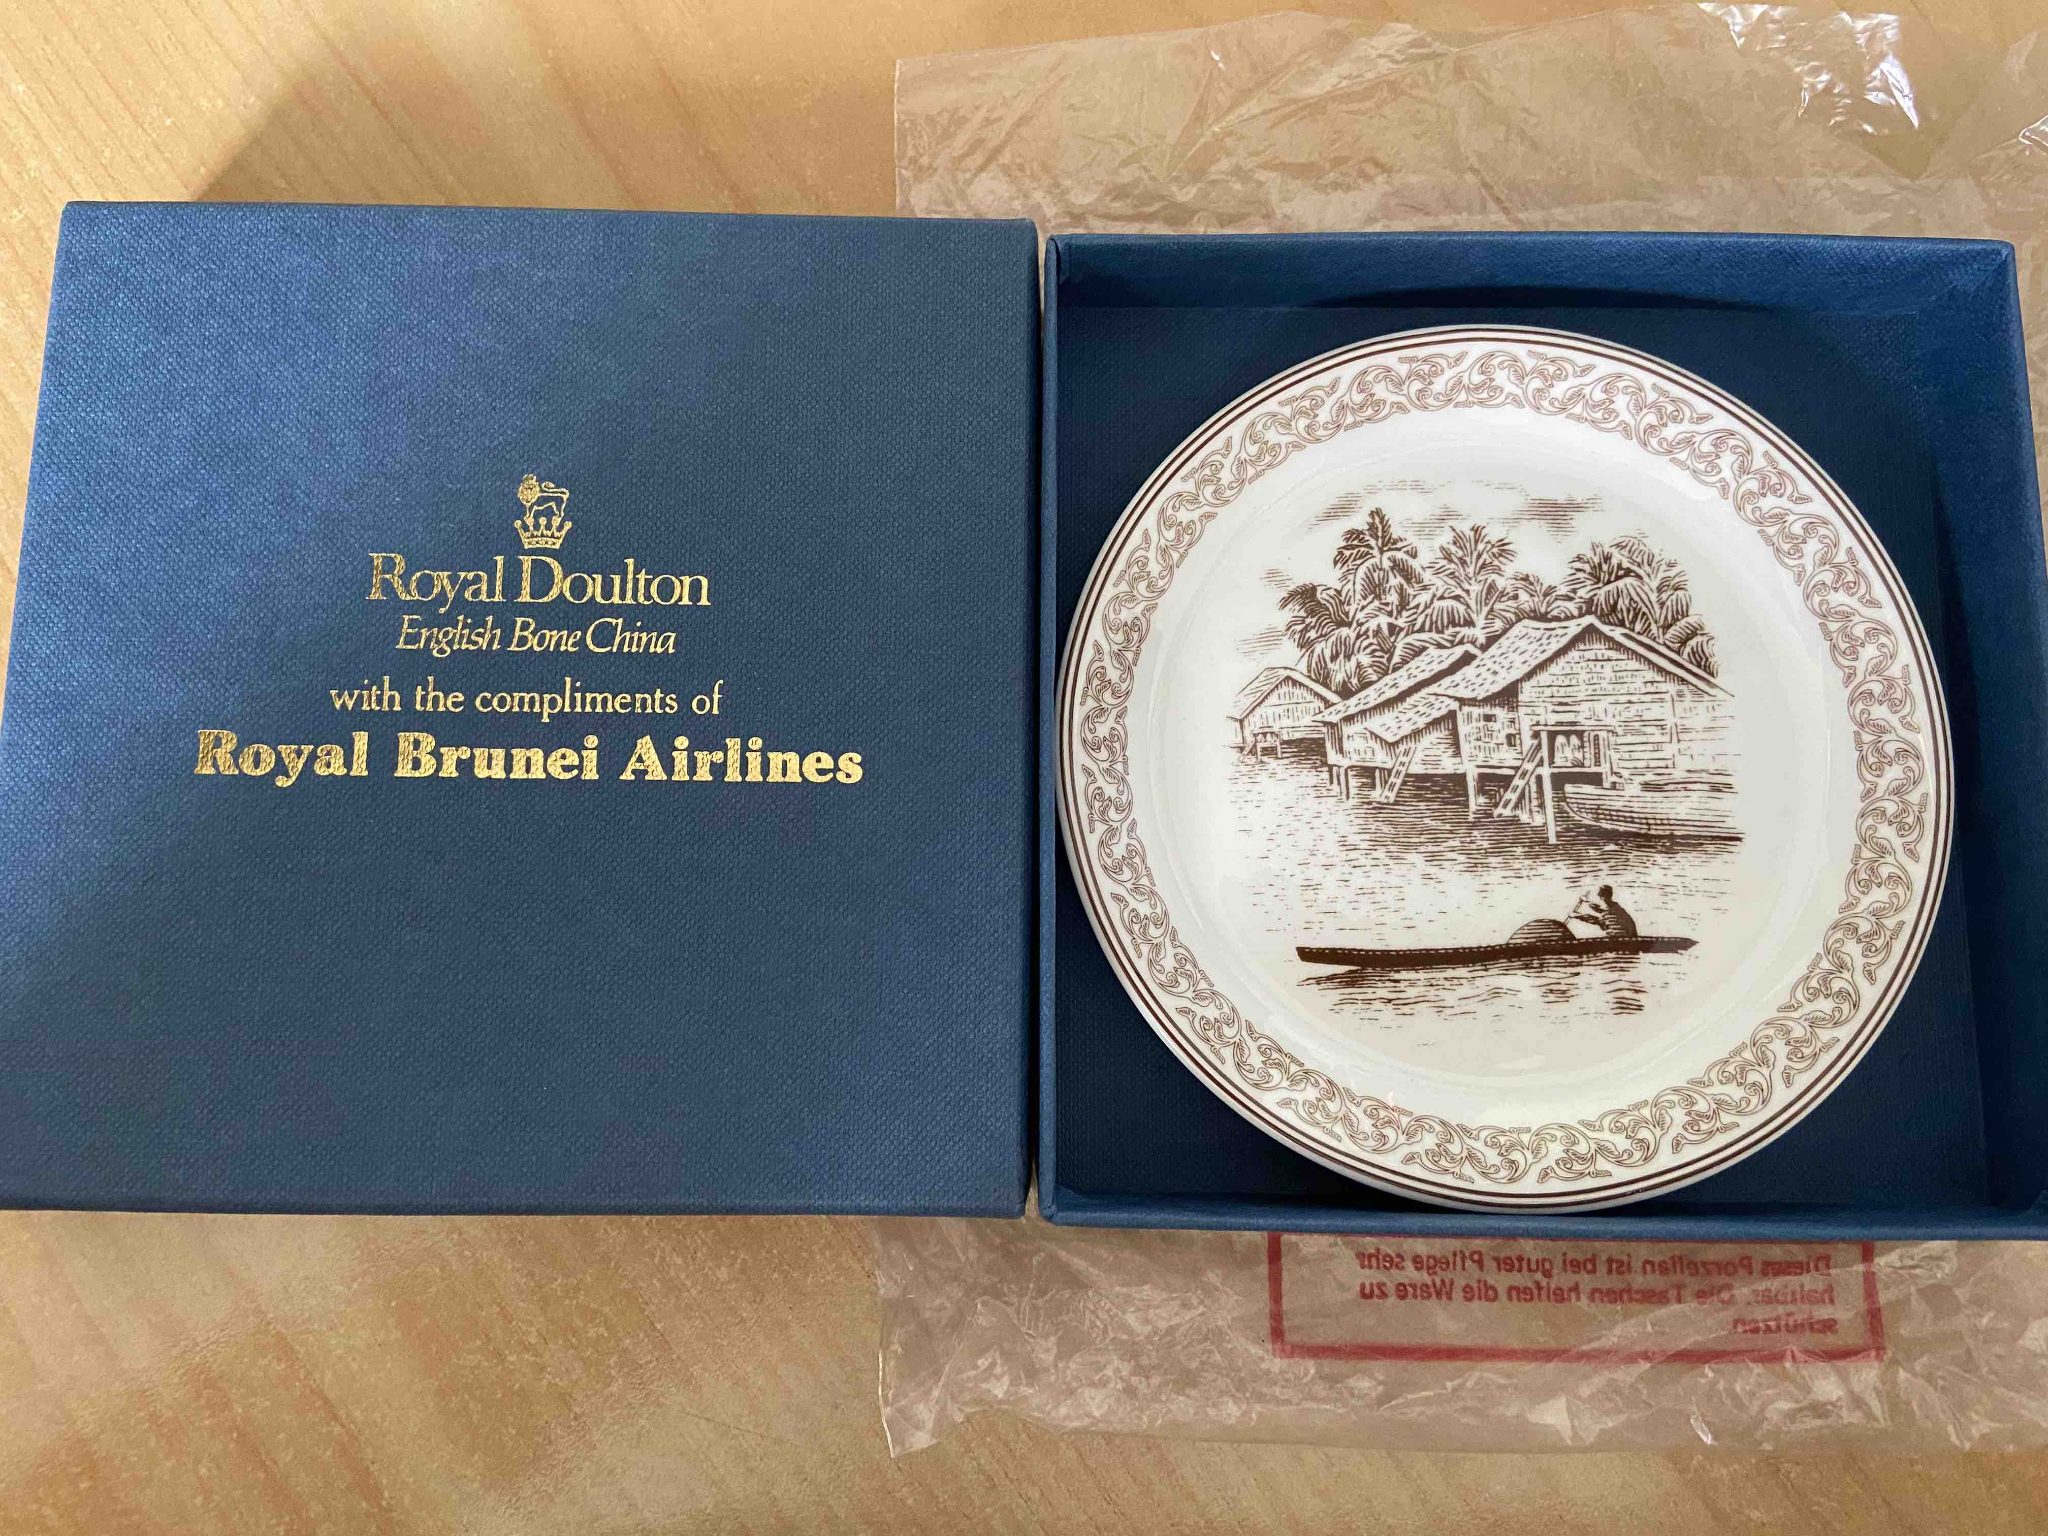 Royal Doulton
English Bone China
with the compliments of
Royal Brunei Airlines
Dieses Porzellan ist bei guter Pflege sehr
haltbar. Die Taschen helfen die Ware zu
schützen